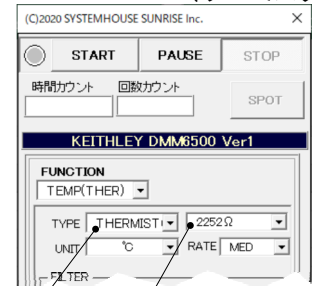 (C)2020 SYSTEMHOUSE SUNRISE Inc. ×
START PAUSE STOP
時間カウント 回数カウント
SPOT
KEITHLEY DMM6500 Ver1
FUNCTION
TEMP(THER)
TYPE THERMIST 2252Ω
UNIT ℃ RATE MED
FILTER